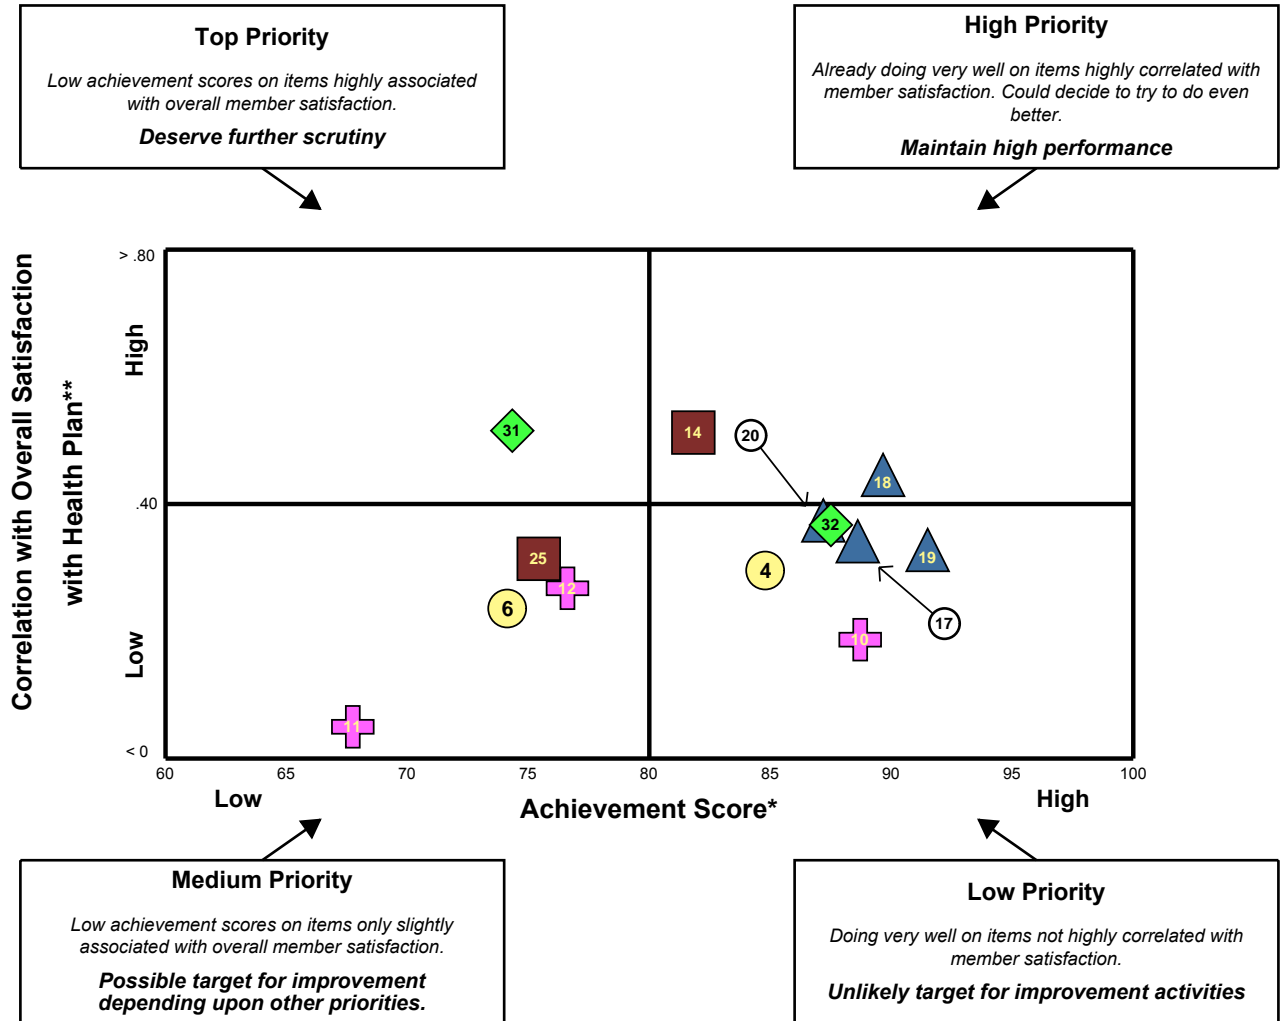 Top Priority
Low achievement scores on items highly associated
with overall member satisfaction.
Deserve further scrutiny
High Priority
Already doing very well on items highly correlated with
member satisfaction. Could decide to try to do even
better.
Maintain high performance
Correlation with Overall Satisfaction
with Health Plan**
> .80
High
.40
Low
< 0
31
14
20
18
32
19
25
12
4
6
17
10
11
60
65
70
75
80
85
90
95
100
Low
Achievement Score*
High
Medium Priority
Low achievement scores on items only slightly
associated with overall member satisfaction.
Possible target for improvement
depending upon other priorities.
Low Priority
Doing very well on items not highly correlated with
member satisfaction.
Unlikely target for improvement activities